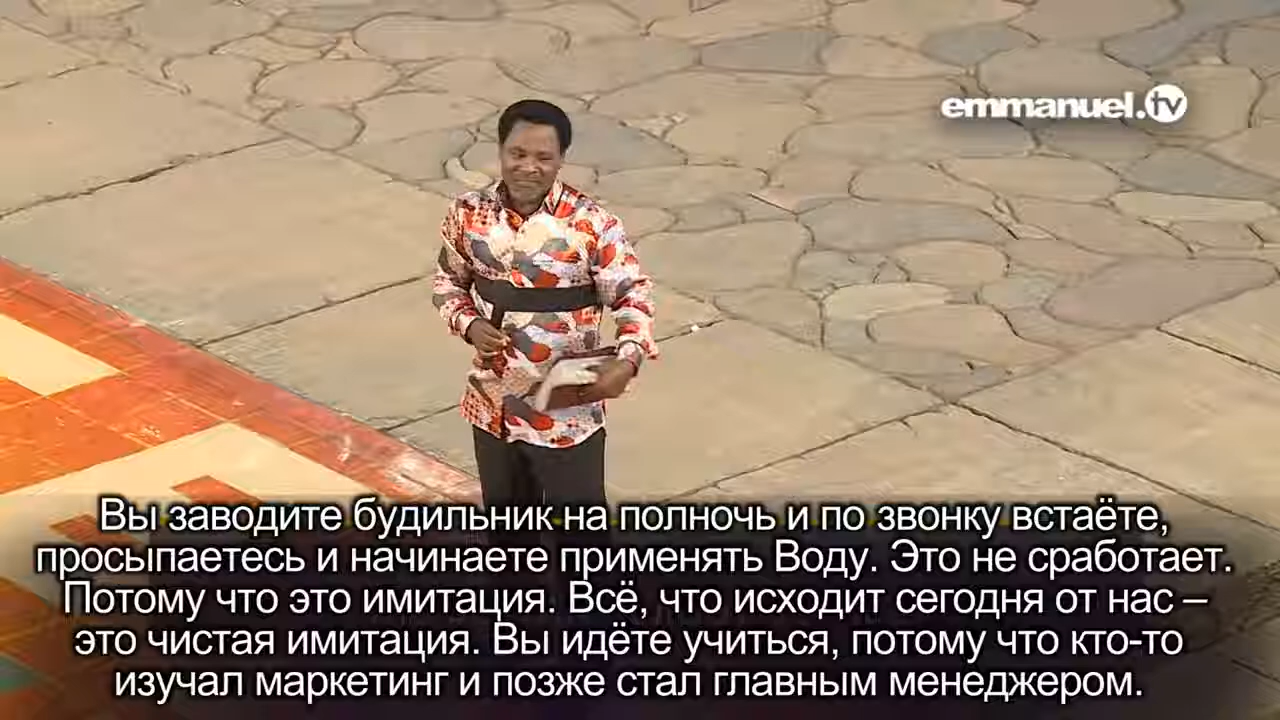 emmanuel.tv
Вы заводите будильник на полночь и по звонку встаёте,
просыпаетесь и начинаете применять Воду. Это не сработает.
Потому что это имитация. Всё, что исходит сегодня от нас –
это чистая имитация. Вы идёте учиться, потому что кто-то
изучал маркетинг и позже стал главным менеджером.